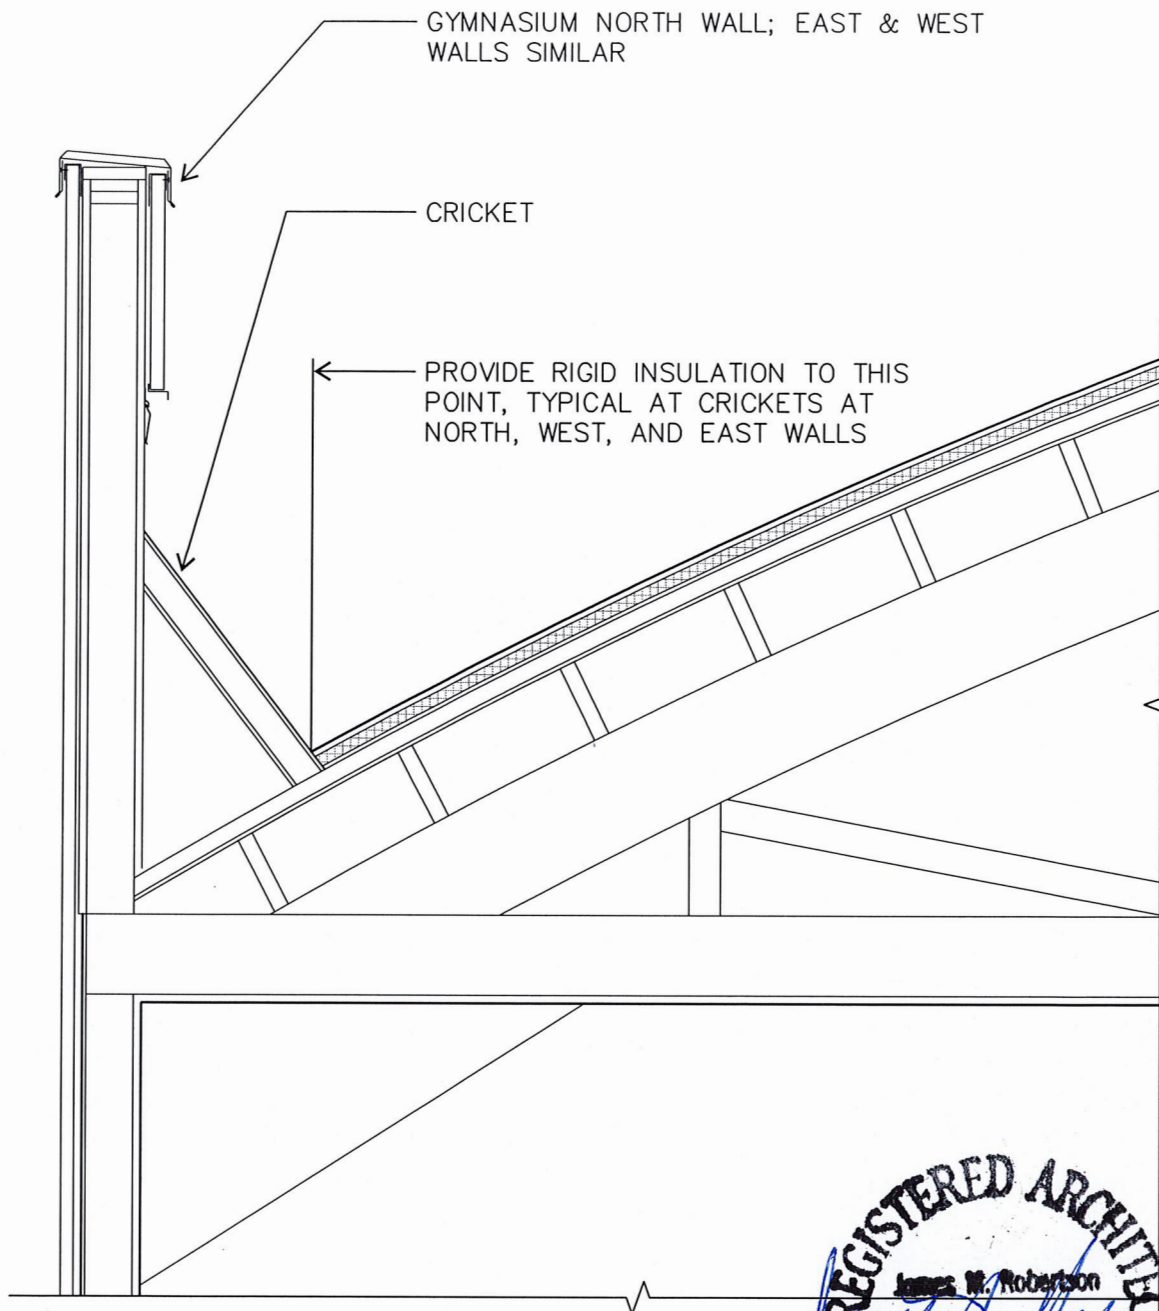 GYMNASIUM NORTH WALL; EAST & WEST
WALLS SIMILAR
CRICKET
PROVIDE RIGID INSULATION TO THIS
POINT, TYPICAL AT CRICKETS AT
NORTH, WEST, AND EAST WALLS
REGISTERED ARCHITE
James M. Robertson